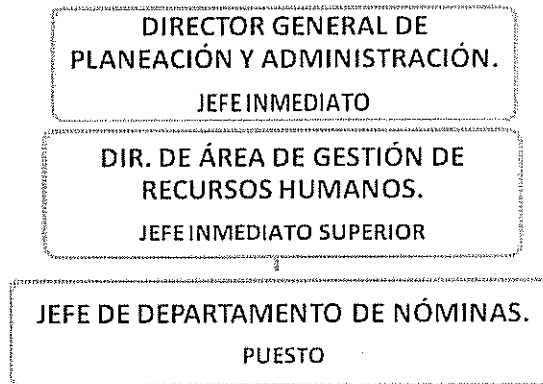 DIRECTOR GENERAL DE
PLANEACIÓN Y ADMINISTRACIÓN.
JEFE INMEDIATO
DIR. DE ÁREA DE GESTIÓN DE
RECURSOS HUMANOS.
JEFE INMEDIATO SUPERIOR
JEFE DE DEPARTAMENTO DE NÓMINAS.
PUESTO